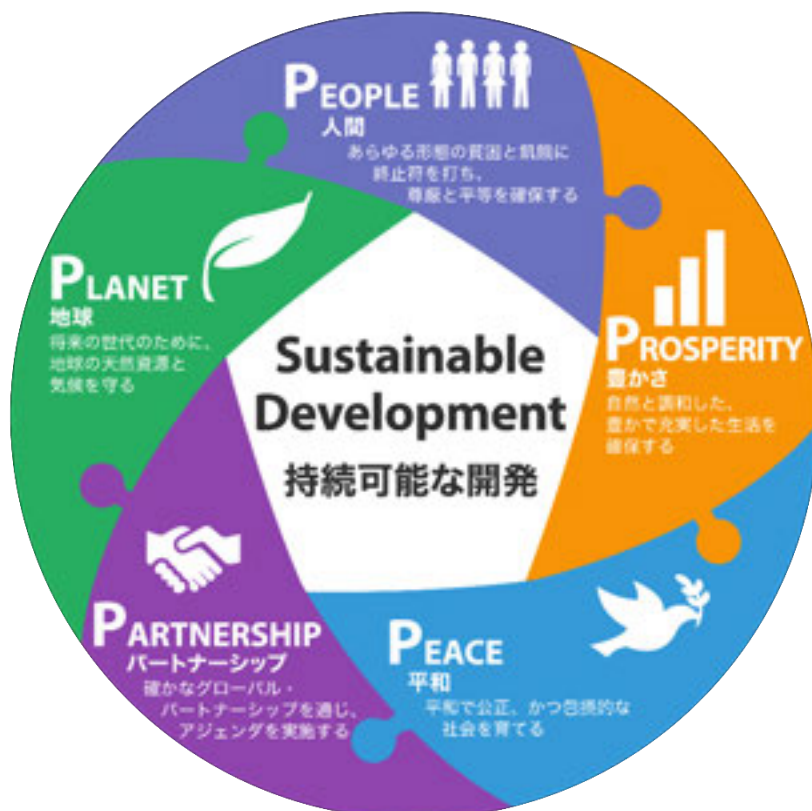 PEOPLE
人間
あらゆる形態の貧困と飢餓に
終止符を打ち、
尊厳と平等を確保する
PROSPERITY
豊かさ
自然と調和した、
豊かで充実した生活を
確保する
PEACE
平和
平和で公正、かつ包摂的な
社会を育てる
PARTNERSHIP
パートナーシップ
確かなグローバル・
パートナーシップを通じ、
アジェンダを実施する
PLANET
地球
将来の世代のために、
地球の天然資源と
気候を守る
Sustainable
Development
持続可能な開発